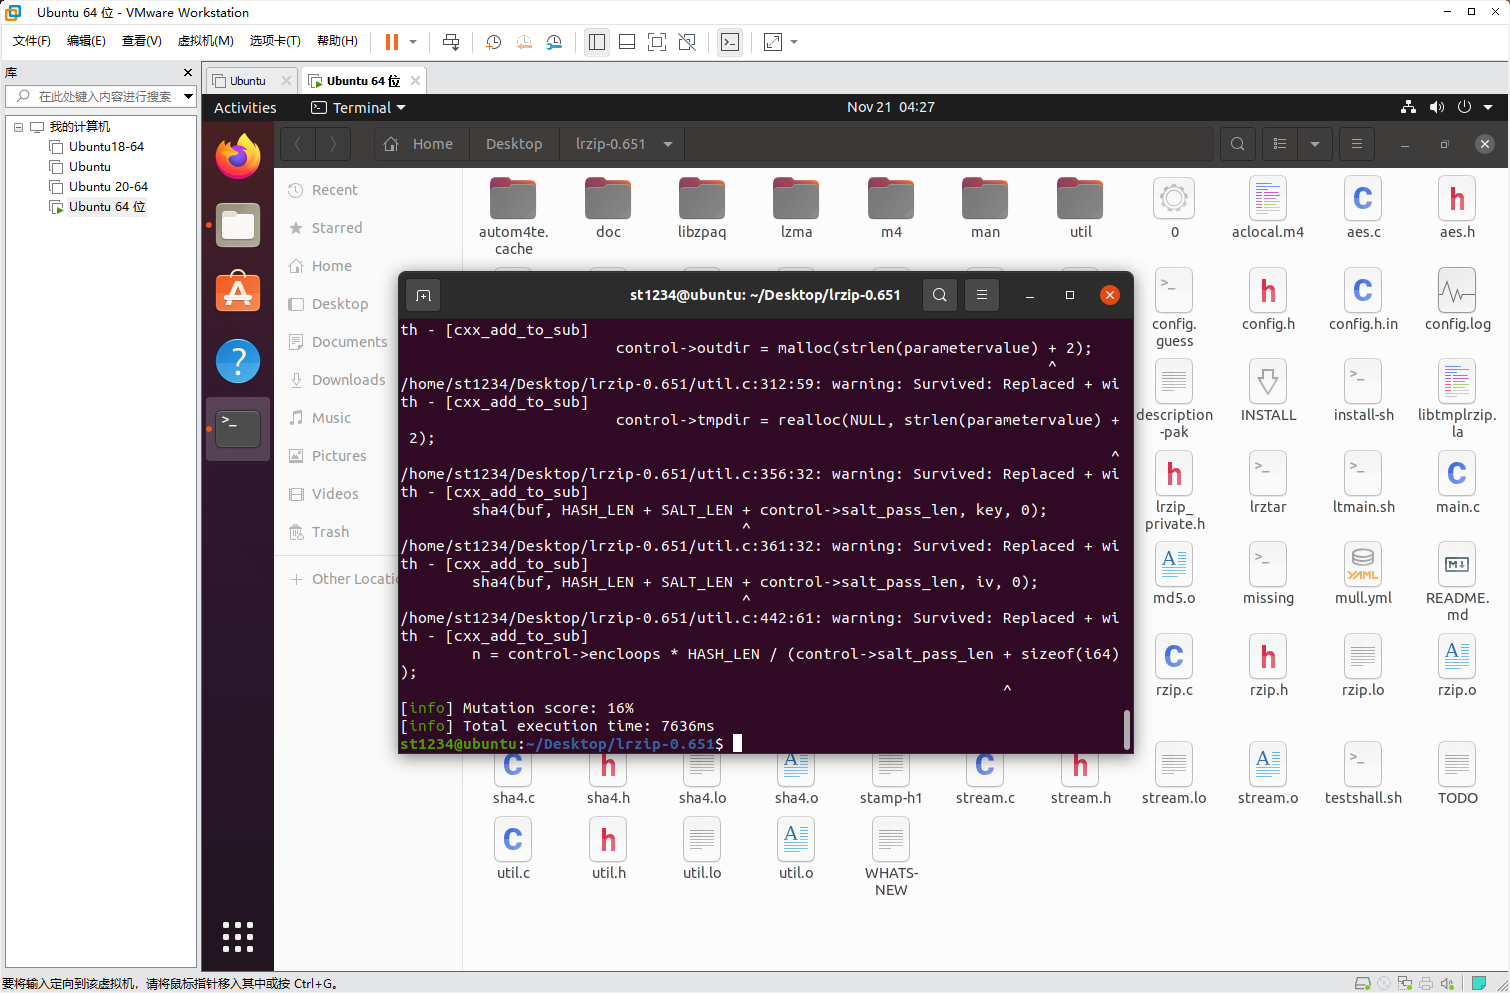 Ubuntu 64 位 - VMware Workstation
文件(F) 编辑(E) 查看(V) 虚拟机(M) 选项卡(T) 帮助(H)
库
在此处键入内容进行搜索
我的计算机
Ubuntu18-64
Ubuntu
Ubuntu 20-64
Ubuntu 64 位
Ubuntu
Ubuntu 64 位
Activities
Terminal
Nov 21 04:27
Home
Desktop
lrzip-0.651
Recent
Starred
Home
Desktop
Documents
Downloads
Music
Pictures
Videos
Trash
Other Locatio
autom4te.
cache
doc
libzpaq
lzma
m4
man
util
0
aclocal.m4
aes.c
aes.h
config.
guess
config.h
config.h.in
config.log
description
-pak
INSTALL
install-sh
libtmplrzip.
la
lrzip_
private.h
lrztar
ltmain.sh
main.c
md5.o
missing
mull.yml
README.
md
rzip.c
rzip.h
rzip.lo
rzip.o
st1234@ubuntu: ~/Desktop/lrzip-0.651
th - [cxx_add_to_sub]
control->outdir = malloc(strlen(parametervalue) + 2);
^
/home/st1234/Desktop/lrzip-0.651/util.c:312:59: warning: Survived: Replaced + wi
th - [cxx_add_to_sub]
control->tmpdir = realloc(NULL, strlen(parametervalue) +
2);
^
/home/st1234/Desktop/lrzip-0.651/util.c:356:32: warning: Survived: Replaced + wi
th - [cxx_add_to_sub]
sha4(buf, HASH_LEN + SALT_LEN + control->salt_pass_len, key, 0);
^
/home/st1234/Desktop/lrzip-0.651/util.c:361:32: warning: Survived: Replaced + wi
th - [cxx_add_to_sub]
sha4(buf, HASH_LEN + SALT_LEN + control->salt_pass_len, iv, 0);
^
/home/st1234/Desktop/lrzip-0.651/util.c:442:61: warning: Survived: Replaced + wi
th - [cxx_add_to_sub]
n = control->encloops * HASH_LEN / (control->salt_pass_len + sizeof(i64)
);
^
[info] Mutation score: 16%
[info] Total execution time: 7636ms
st1234@ubuntu:~/Desktop/lrzip-0.651$
sha4.c
sha4.h
sha4.lo
sha4.o
stamp-h1
stream.c
stream.h
stream.lo
stream.o
testshall.sh
TODO
util.c
util.h
util.lo
util.o
WHATS-
NEW
要将输入定向到该虚拟机，请将鼠标指针移入其中或按 Ctrl+G。